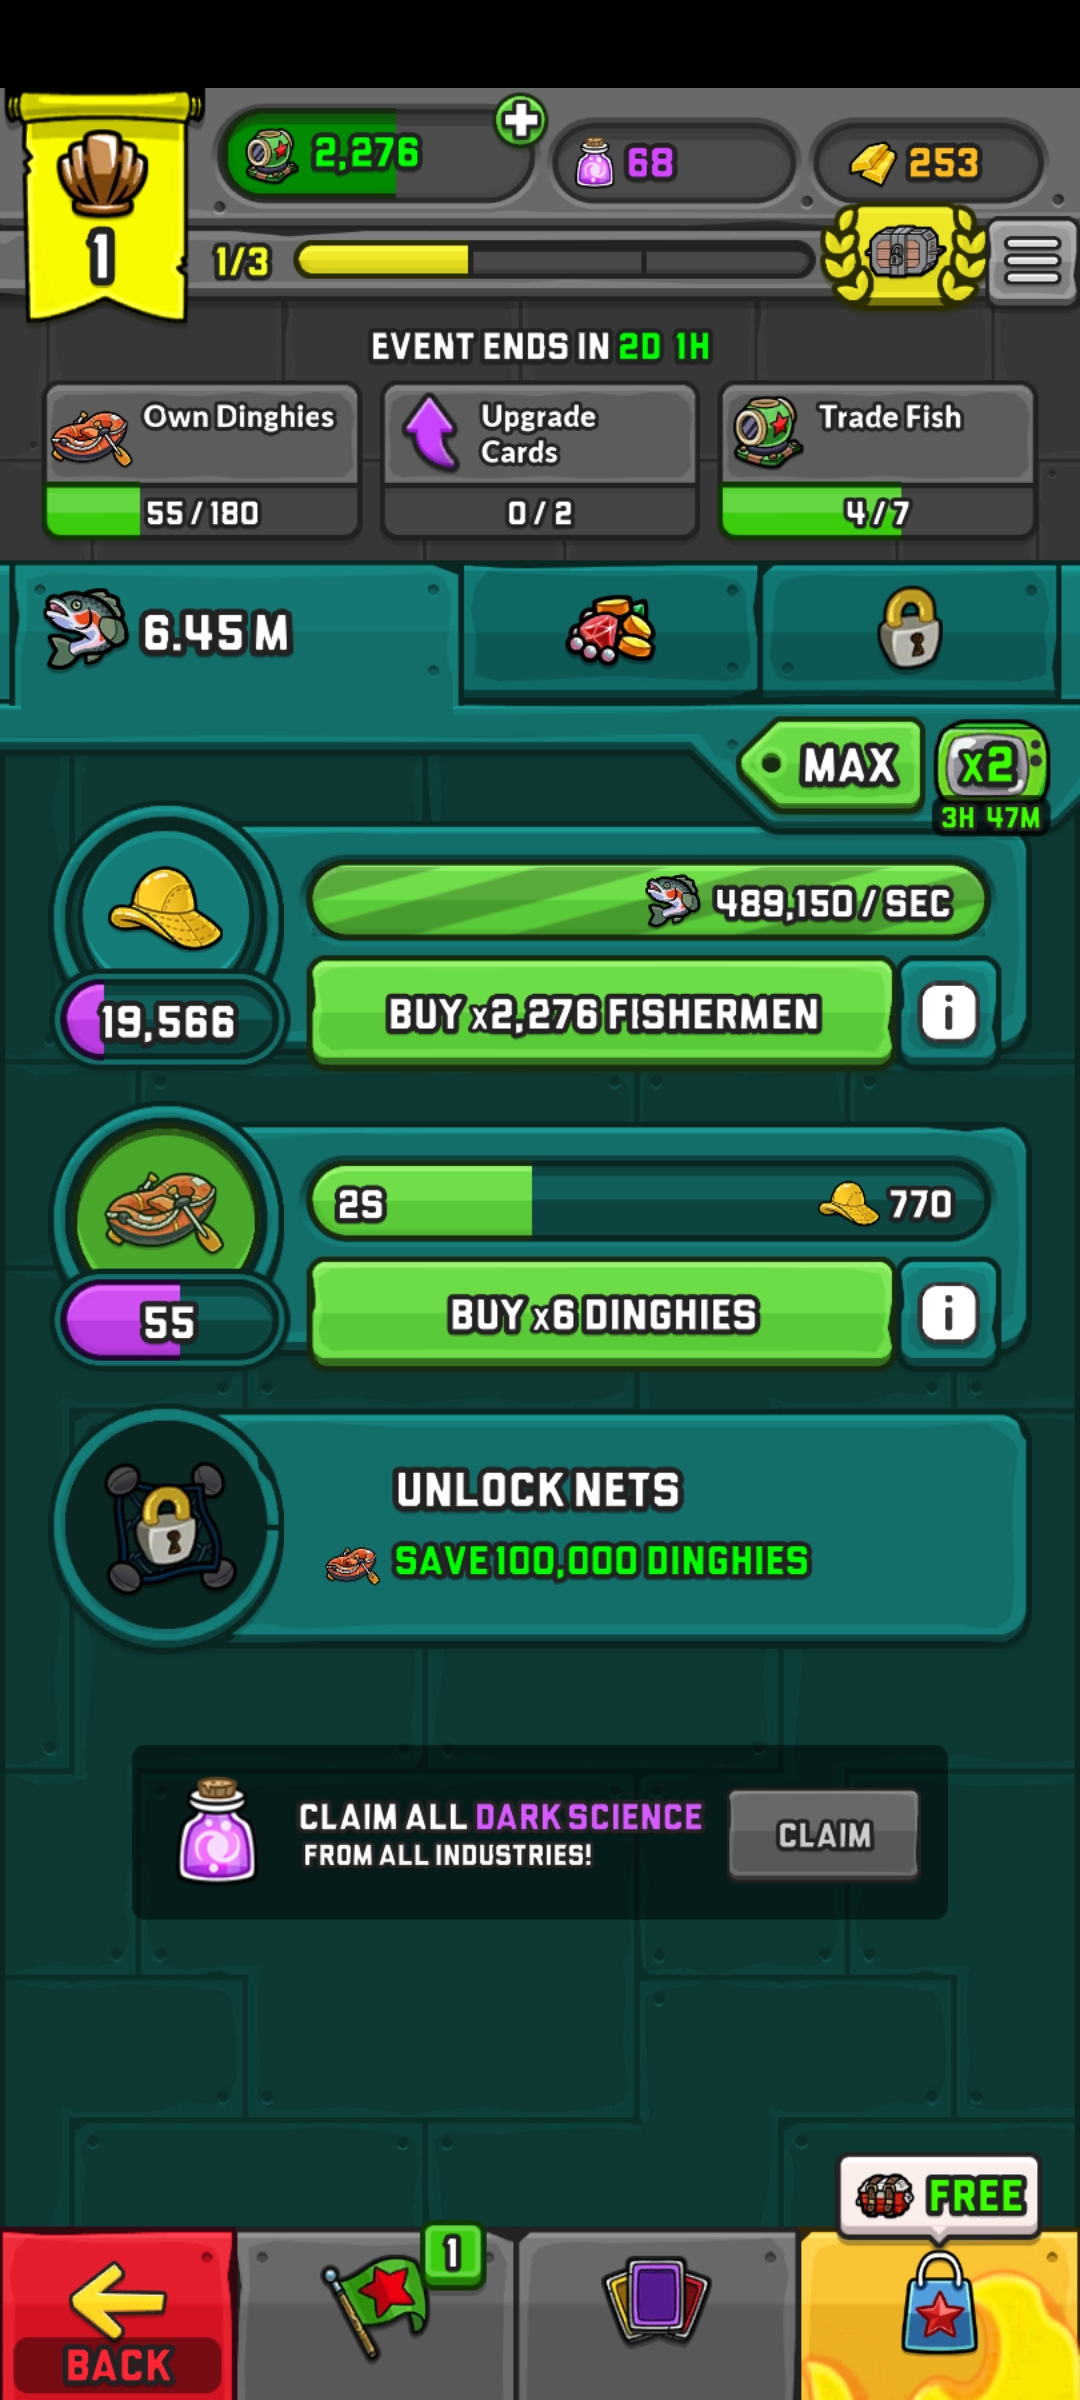 2,276
68
253
1
1/3
EVENT ENDS IN 2D 1H
Own Dinghies
55/180
Upgrade
Cards
0/2
Trade Fish
4/7
6.45M
MAX
x2
3H 47M
489,150/SEC
19,566
BUY x2,276 FISHERMEN
i
2S
770
55
BUY x6 DINGHIES
i
UNLOCK NETS
SAVE 100,000 DINGHIES
CLAIM ALL DARK SCIENCE
FROM ALL INDUSTRIES!
CLAIM
FREE
1
BACK